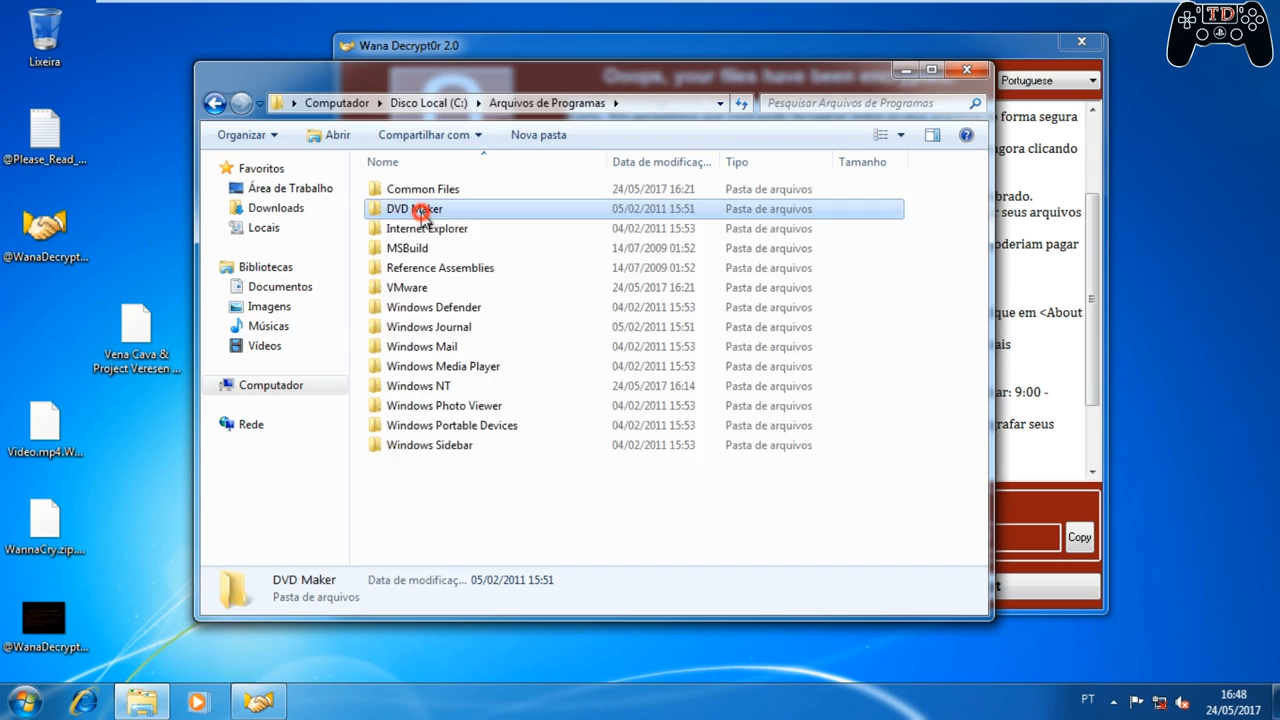 TD
Lixeira
@Please_Read_...
@WanaDecrypt...
Vena Cava &
Project Veresen ...
Video.mp4.W...
WannaCry.zip....
@WanaDecrypt...
Wana Decrypt0r 2.0
Ooops, your files have been enc
Portuguese
Computador
Disco Local (C:)
Arquivos de Programas
Pesquisar Arquivos de Programas
Organizar
Abrir
Compartilhar com
Nova pasta
Favoritos
Área de Trabalho
Downloads
Locais
Bibliotecas
Documentos
Imagens
Músicas
Vídeos
Computador
Rede
Nome Data de modificaç... Tipo Tamanho
Common Files 24/05/2017 16:21 Pasta de arquivos
DVD Maker 05/02/2011 15:51 Pasta de arquivos
Internet Explorer 04/02/2011 15:53 Pasta de arquivos
MSBuild 14/07/2009 01:52 Pasta de arquivos
Reference Assemblies 14/07/2009 01:52 Pasta de arquivos
VMware 24/05/2017 16:21 Pasta de arquivos
Windows Defender 04/02/2011 15:53 Pasta de arquivos
Windows Journal 05/02/2011 15:51 Pasta de arquivos
Windows Mail 04/02/2011 15:53 Pasta de arquivos
Windows Media Player 04/02/2011 15:53 Pasta de arquivos
Windows NT 24/05/2017 16:14 Pasta de arquivos
Windows Photo Viewer 04/02/2011 15:53 Pasta de arquivos
Windows Portable Devices 04/02/2011 15:53 Pasta de arquivos
Windows Sidebar 04/02/2011 15:53 Pasta de arquivos
DVD Maker Data de modificaç... 05/02/2011 15:51
Pasta de arquivos
forma segura
agora clicando
brado.
seus arquivos
oderiam pagar
que em <About
ais
ar: 9:00 -
grafar seus
Copy
t
PT
16:48
24/05/2017